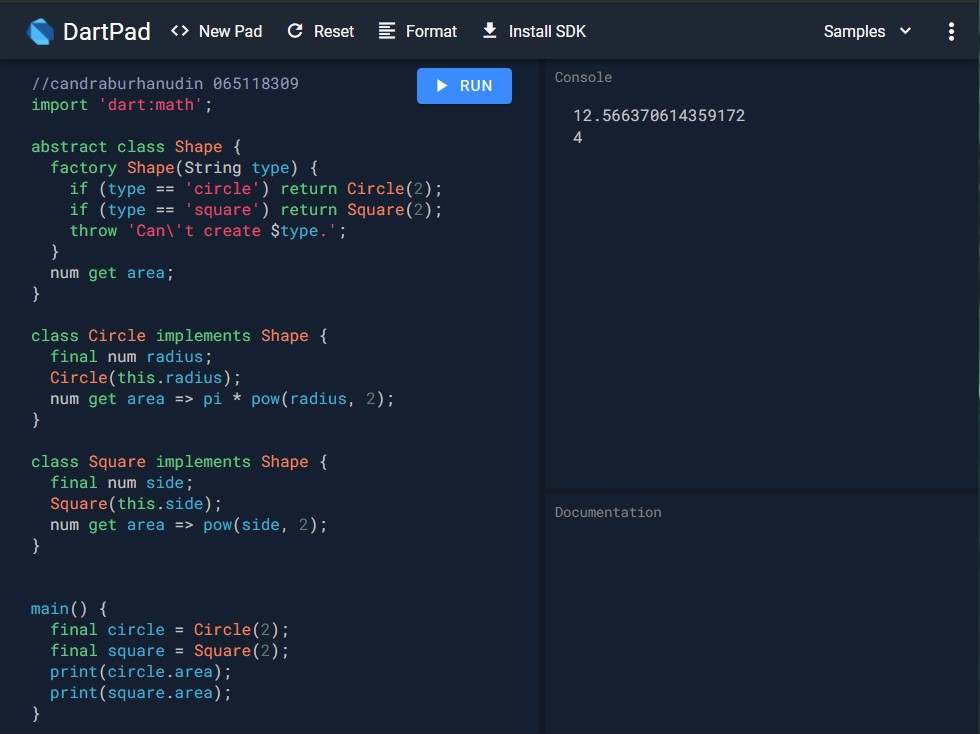 DartPad <> New Pad Reset Format Install SDK Samples
//candraburhanudin 065118309
import 'dart:math';
RUN
abstract class Shape {
  factory Shape(String type) {
    if (type == 'circle') return Circle(2);
    if (type == 'square') return Square(2);
    throw 'Can\'t create $type.';
  }
  num get area;
}
class Circle implements Shape {
  final num radius;
  Circle(this.radius);
  num get area => pi * pow(radius, 2);
}
class Square implements Shape {
  final num side;
  Square(this.side);
  num get area => pow(side, 2);
}
main() {
  final circle = Circle(2);
  final square = Square(2);
  print(circle.area);
  print(square.area);
}
Console
12.566370614359172
4
Documentation